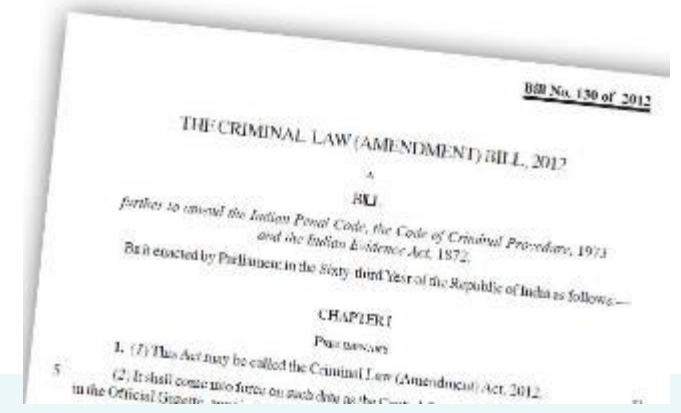 Bill No. 130 of 2012
THE CRIMINAL LAW (AMENDMENT) BILL, 2012
A
BILL
further to amend the Indian Penal Code, the Code of Criminal Procedure, 1973
and the Indian Evidence Act, 1872.
Be it enacted by Parliament in the Sixty-third Year of the Republic of India as follows:—
CHAPTER I
PRELIMINARY
1. (1) This Act may be called the Criminal Law (Amendment) Act, 2012.
5 (2) It shall come into force on such date as the
in the Official Gazette,